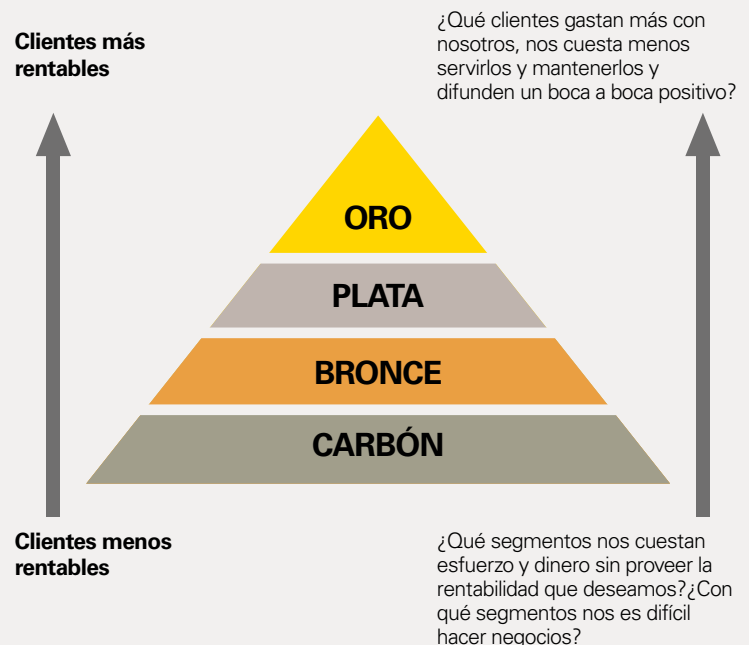 Clientes más
rentables
¿Qué clientes gastan más con
nosotros, nos cuesta menos
servirlos y mantenerlos y
difunden un boca a boca positivo?
ORO
PLATA
BRONCE
CARBÓN
Clientes menos
rentables
¿Qué segmentos nos cuestan
esfuerzo y dinero sin proveer la
rentabilidad que deseamos?¿Con
qué segmentos nos es difícil
hacer negocios?